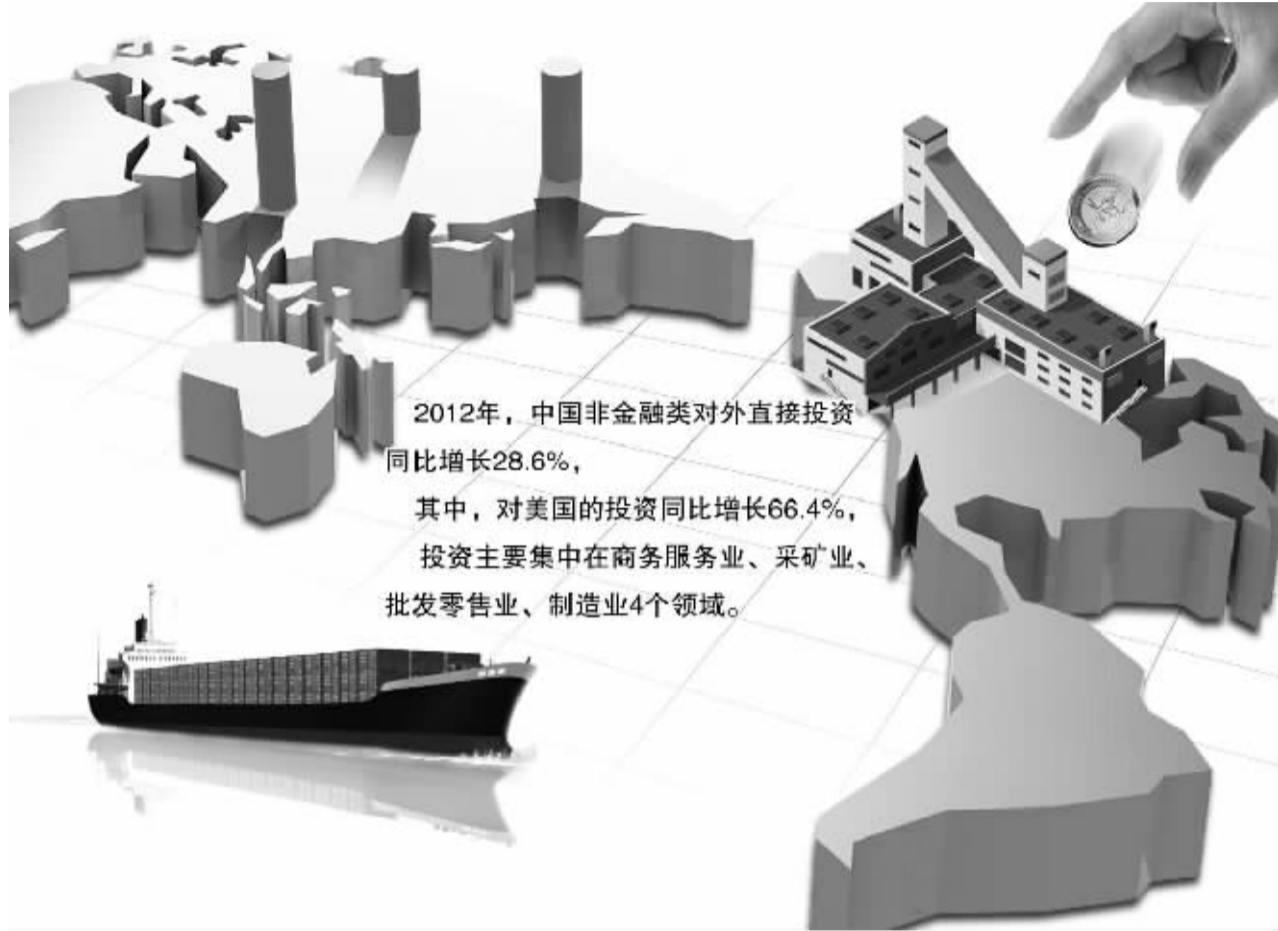 2012年，中国非金融类对外直接投资
同比增长28.6%，
其中，对美国的投资同比增长66.4%，
投资主要集中在商务服务业、采矿业、
批发零售业、制造业4个领域。